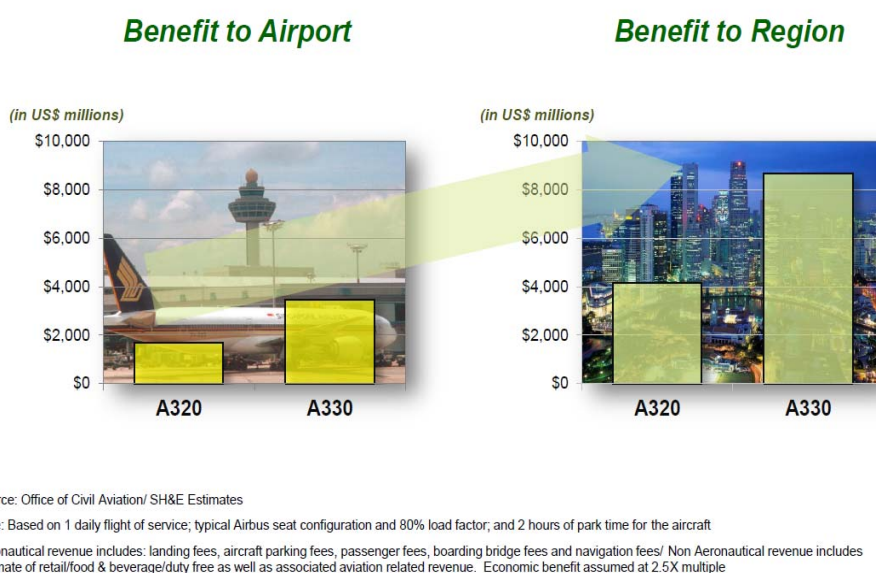 Benefit to Airport
Benefit to Region
(in US$ millions)
$10,000
$8,000
$6,000
$4,000
$2,000
$0
A320
A330
(in US$ millions)
$10,000
$8,000
$6,000
$4,000
$2,000
$0
A320
A330
rce: Office of Civil Aviation/ SH&E Estimates
: Based on 1 daily flight of service; typical Airbus seat configuration and 80% load factor; and 2 hours of park time for the aircraft
onautical revenue includes: landing fees, aircraft parking fees, passenger fees, boarding bridge fees and navigation fees/ Non Aeronautical revenue includes
mate of retail/food & beverage/duty free as well as associated aviation related revenue.  Economic benefit assumed at 2.5X multiple